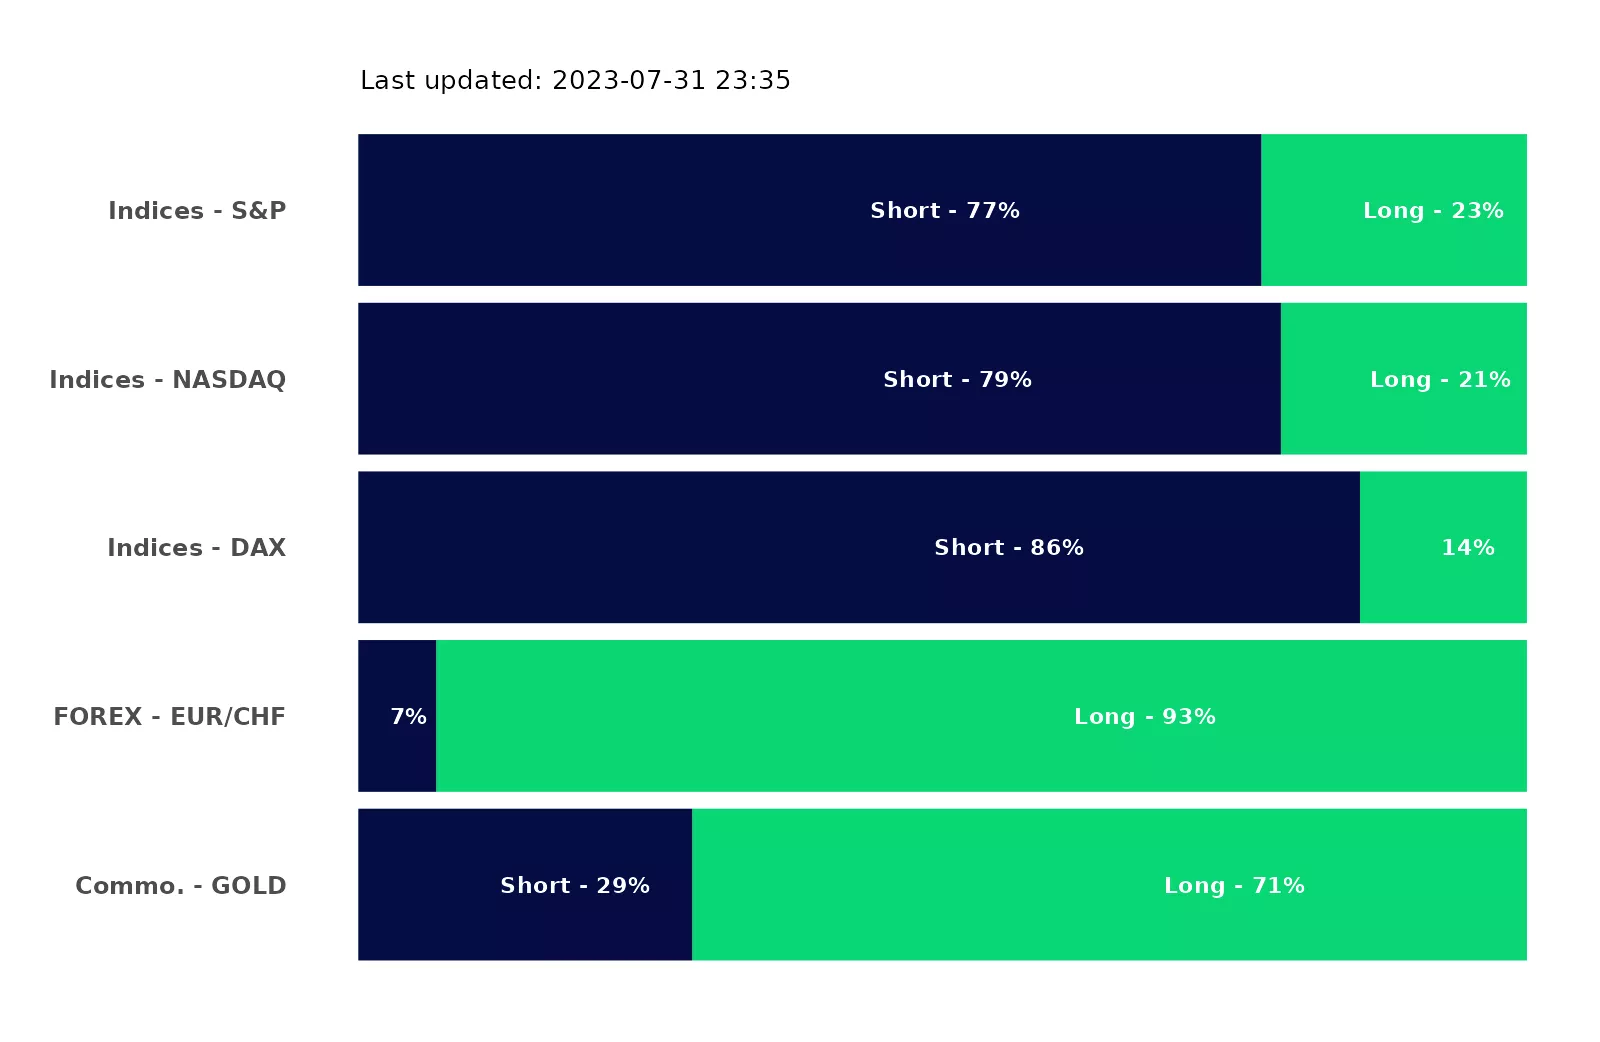 Last updated: 2023-07-31 23:35
Indices - S&P
Short - 77%
Long - 23%
Indices - NASDAQ
Short - 79%
Long - 21%
Indices - DAX
Short - 86%
14%
FOREX - EUR/CHF
7%
Long - 93%
Commo. - GOLD
Short - 29%
Long - 71%